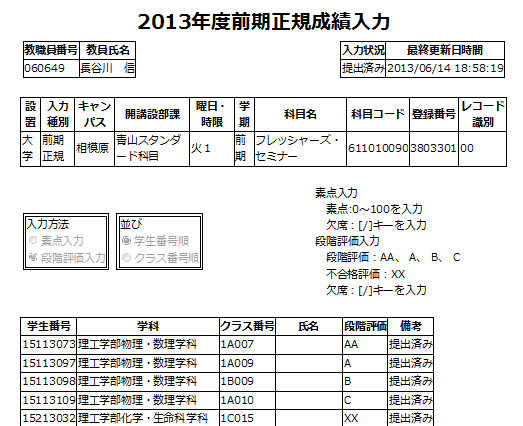 2013年度前期正規成績入力
教職員番号 教員氏名
060649 長谷川 信
入力状況 最終更新日時間
提出済み 2013/06/14 18:58:19
設置 入力種別 キャンパス 開講設部課 曜日・時限 学期 科目名 科目コード 登録番号 レコード識別
大学 前期正規 相模原 青山スタンダード科目 火1 前期 フレッシャーズ・セミナー 611010090 3803301 00
入力方法
素点入力
段階評価入力
並び
学生番号順
クラス番号順
素点入力
素点:0～100を入力
欠席：[/]キーを入力
段階評価入力
段階評価：AA、 A、 B、 C
不合格評価：XX
欠席：[/]キーを入力
学生番号 学科 クラス番号 氏名 段階評価 備考
15113073 理工学部物理・数理学科 1A007 AA 提出済み
15113097 理工学部物理・数理学科 1A009 A 提出済み
15113098 理工学部物理・数理学科 1B009 B 提出済み
15113109 理工学部物理・数理学科 1A010 C 提出済み
15213032 理工学部化学・生命科学科 1C015 XX 提出済み